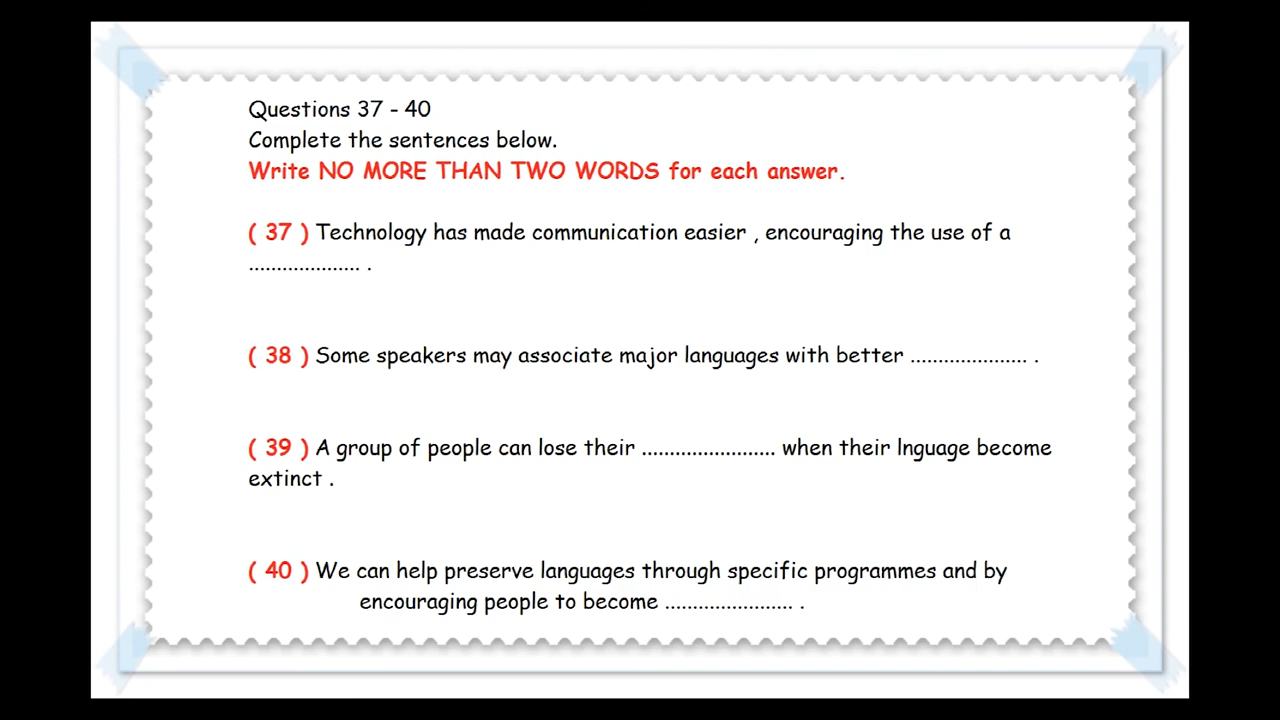 Questions 37 - 40
Complete the sentences below.
Write NO MORE THAN TWO WORDS for each answer.
( 37 ) Technology has made communication easier , encouraging the use of a
.................... .
( 38 ) Some speakers may associate major languages with better ..................... .
( 39 ) A group of people can lose their ........................ when their lnguage become
extinct .
( 40 ) We can help preserve languages through specific programmes and by
encouraging people to become ....................... .